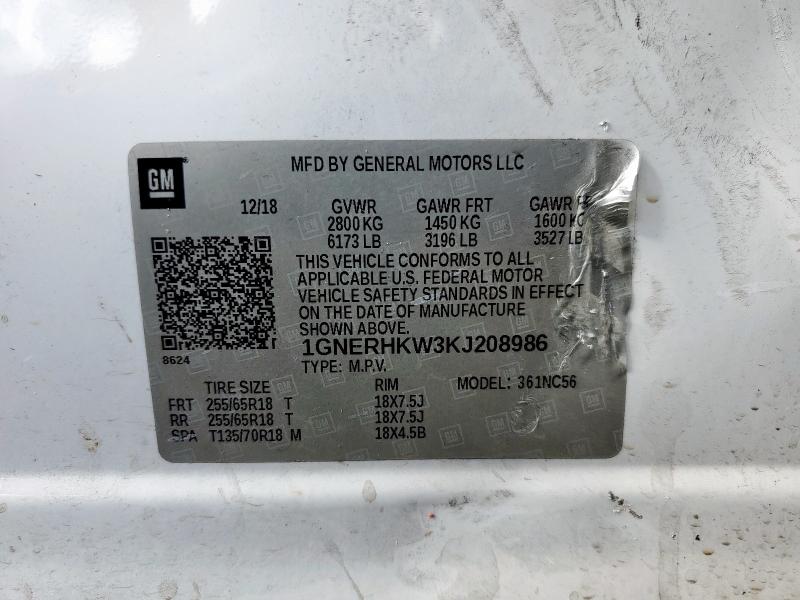 GM
MFD BY GENERAL MOTORS LLC
12/18 GVWR GAWR FRT GAWR
2800 KG 1450 KG 1600 KG
6173 LB 3196 LB 3527 LB
THIS VEHICLE CONFORMS TO ALL
APPLICABLE U.S. FEDERAL MOTOR
VEHICLE SAFETY STANDARDS IN EFFECT
ON THE DATE OF MANUFACTURE
SHOWN ABOVE.
8624
1GNERHKW3KJ208986
TYPE: M.P.V.
TIRE SIZE RIM MODEL: 361NC56
FRT 255/65R18 T 18X7.5J
RR 255/65R18 T 18X7.5J
SPA T135/70R18 M 18X4.5B